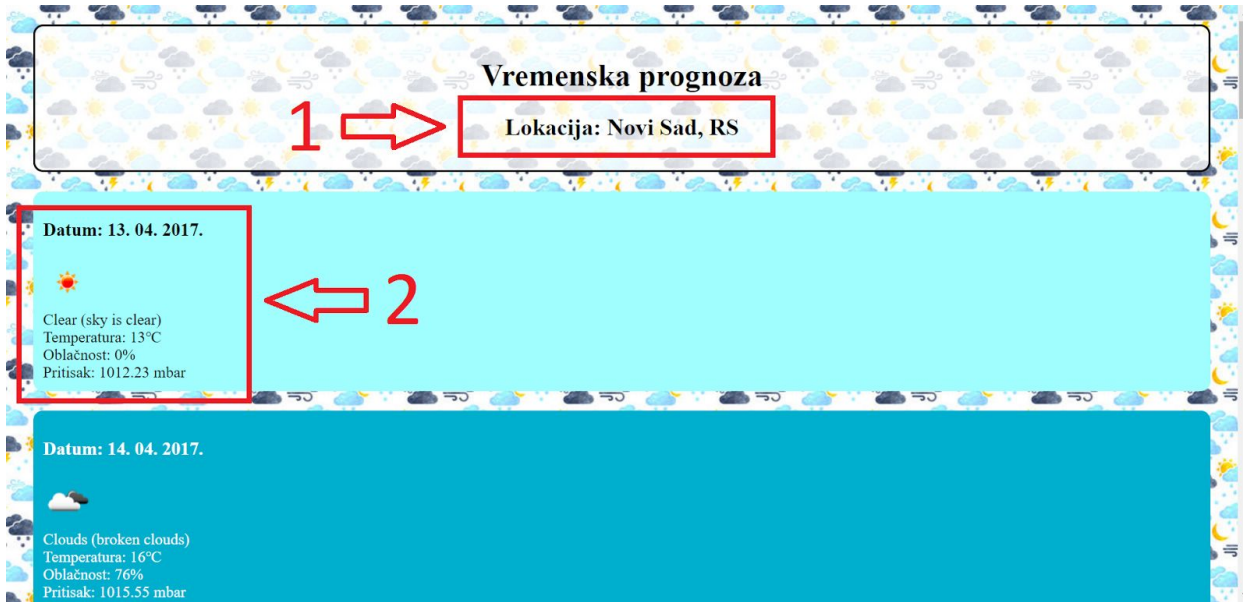 Vremenska prognoza
1
Lokacija: Novi Sad, RS
Datum: 13. 04. 2017.
2
Clear (sky is clear)
Temperatura: 13°C
Oblačnost: 0%
Pritisak: 1012.23 mbar
Datum: 14. 04. 2017.
Clouds (broken clouds)
Temperatura: 16°C
Oblačnost: 76%
Pritisak: 1015.55 mbar